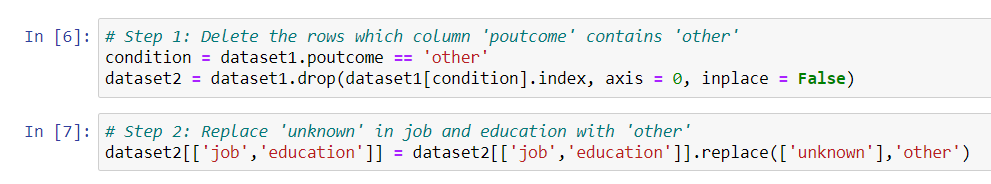 In [6]: # Step 1: Delete the rows which column 'poutcome' contains 'other'
condition = dataset1.poutcome == 'other'
dataset2 = dataset1.drop(dataset1[condition].index, axis = 0, inplace = False)
In [7]: # Step 2: Replace 'unknown' in job and education with 'other'
dataset2[['job','education']] = dataset2[['job','education']].replace(['unknown'],'other')